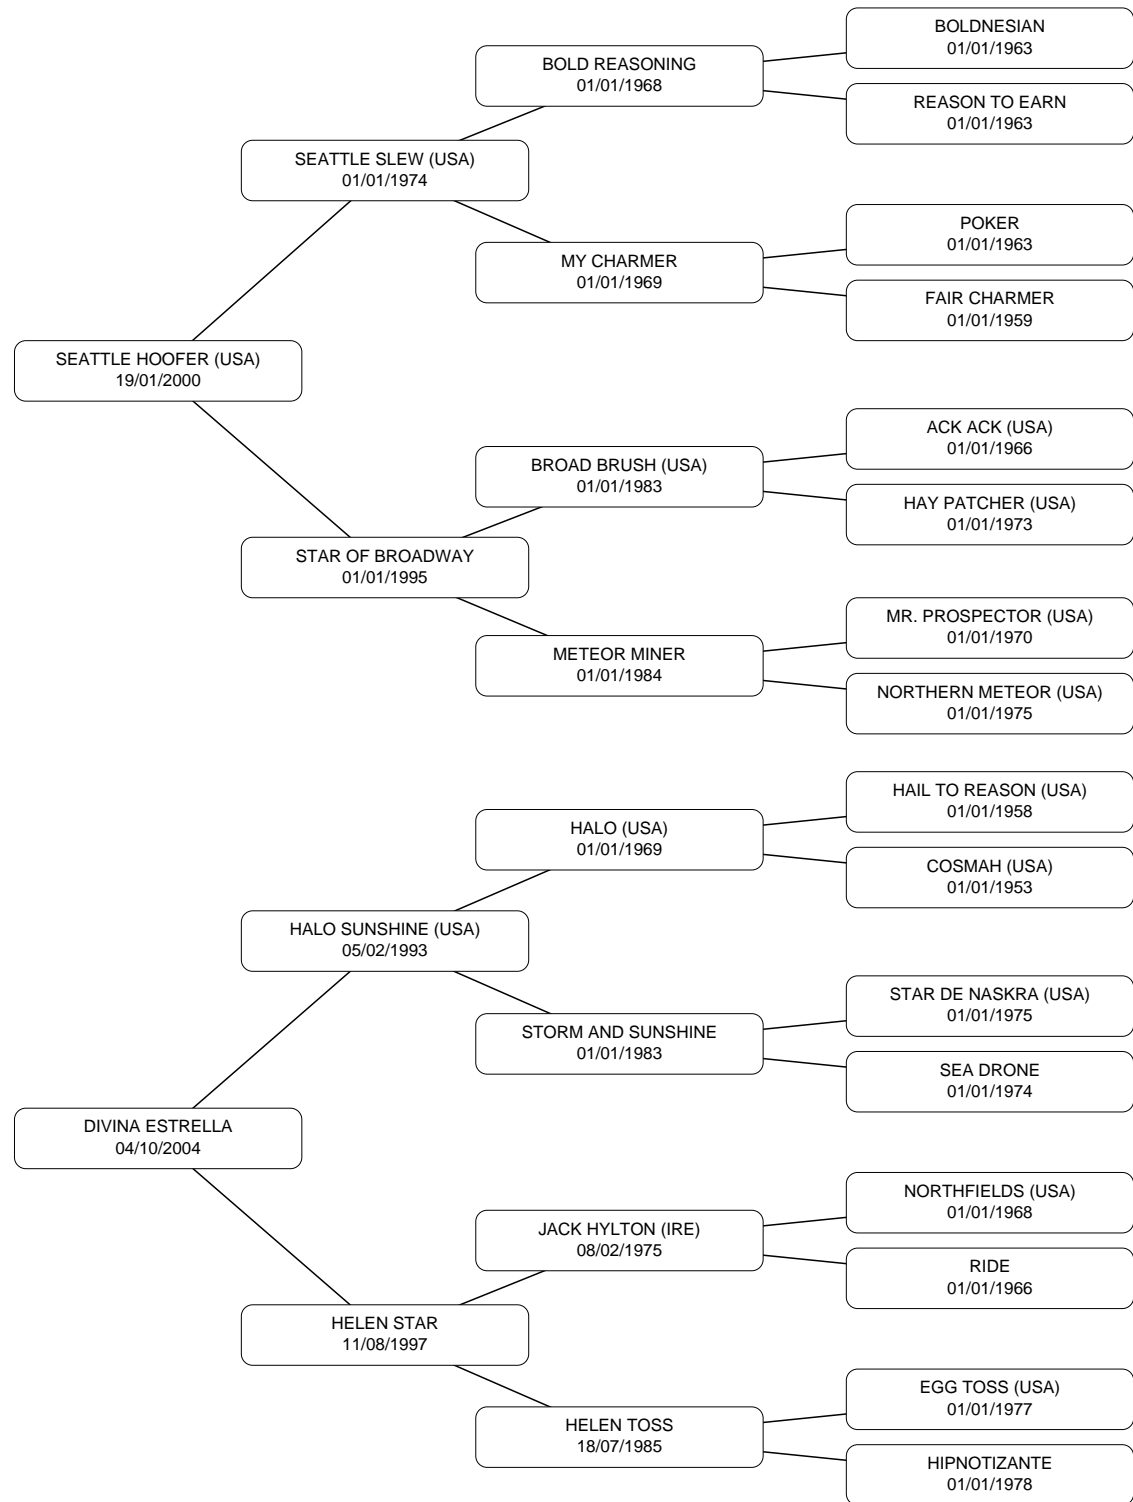 BOLDNESIAN
01/01/1963
BOLD REASONING
01/01/1968
REASON TO EARN
01/01/1963
SEATTLE SLEW (USA)
01/01/1974
POKER
01/01/1963
MY CHARMER
01/01/1969
FAIR CHARMER
01/01/1959
SEATTLE HOOFER (USA)
19/01/2000
ACK ACK (USA)
01/01/1966
BROAD BRUSH (USA)
01/01/1983
HAY PATCHER (USA)
01/01/1973
STAR OF BROADWAY
01/01/1995
MR. PROSPECTOR (USA)
01/01/1970
METEOR MINER
01/01/1984
NORTHERN METEOR (USA)
01/01/1975
HAIL TO REASON (USA)
01/01/1958
HALO (USA)
01/01/1969
COSMAH (USA)
01/01/1953
HALO SUNSHINE (USA)
05/02/1993
STAR DE NASKRA (USA)
01/01/1975
STORM AND SUNSHINE
01/01/1983
SEA DRONE
01/01/1974
DIVINA ESTRELLA
04/10/2004
NORTHFIELDS (USA)
01/01/1968
JACK HYLTON (IRE)
08/02/1975
RIDE
01/01/1966
HELEN STAR
11/08/1997
EGG TOSS (USA)
01/01/1977
HELEN TOSS
18/07/1985
HIPNOTIZANTE
01/01/1978